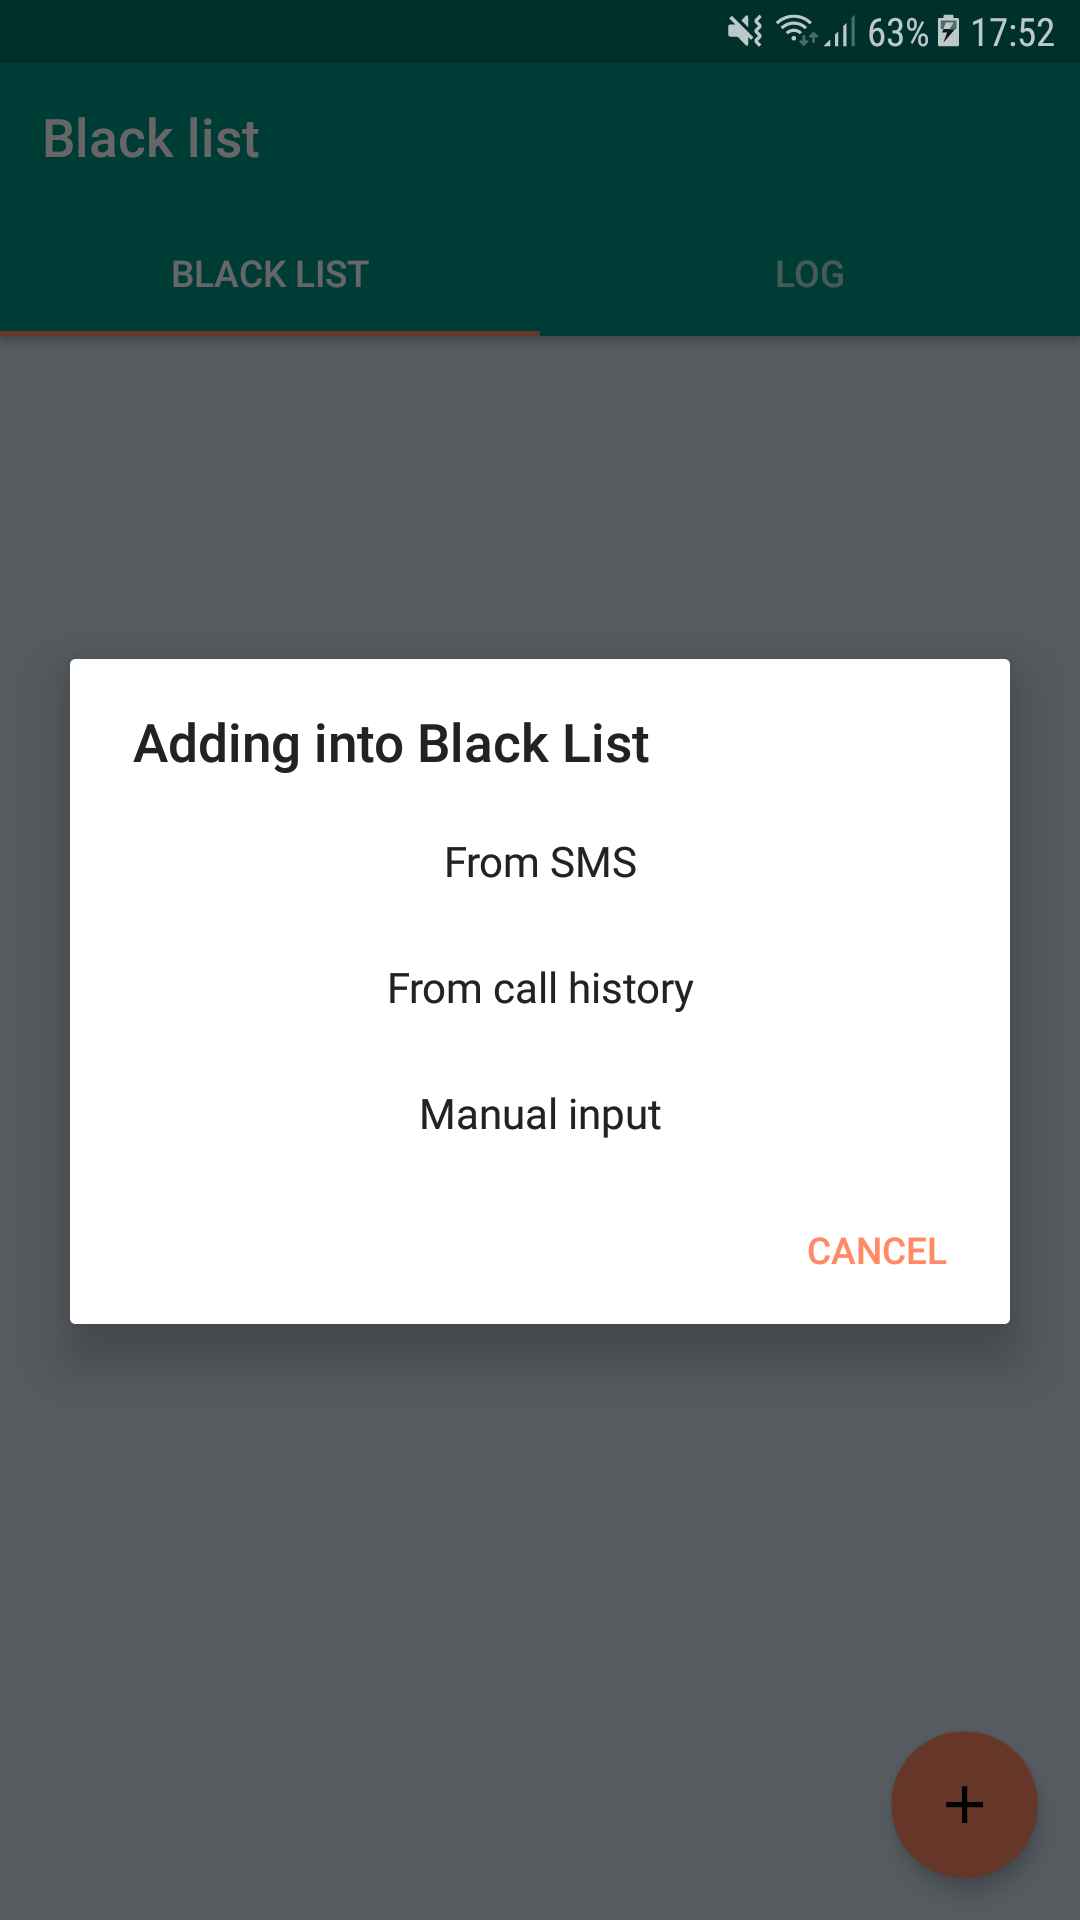 63% 17:52
Black list
BLACK LIST LOG
Adding into Black List
From SMS
From call history
Manual input
CANCEL